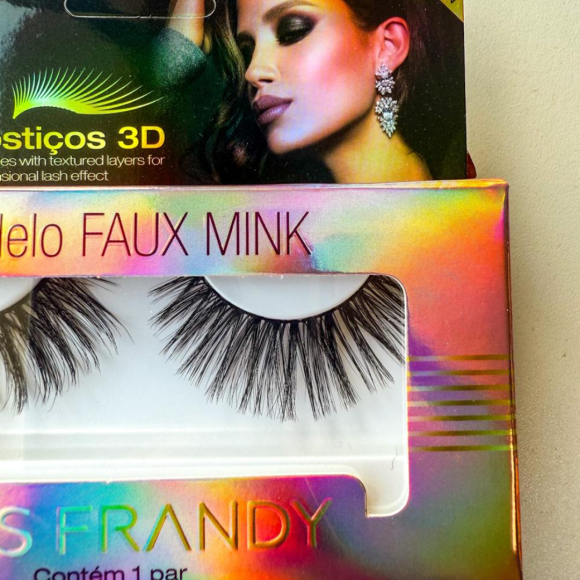 stiços 3D
es with textured layers for
sional lash effect
elo FAUX MINK
S FRANDY
Contém 1 par